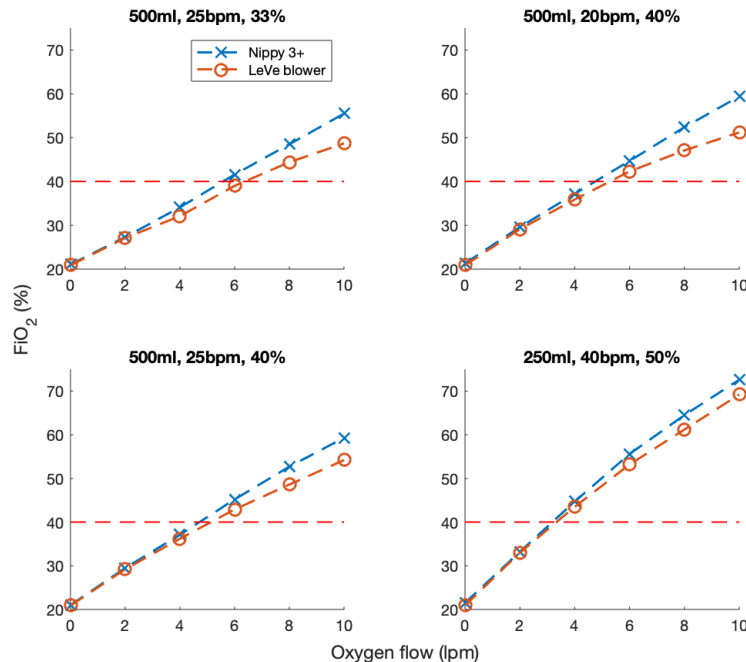 500ml, 25bpm, 33%
70
60
50
40
30
20
0 2 4 6 8 10
Nippy 3+
LeVe blower
500ml, 20bpm, 40%
70
60
50
40
30
20
0 2 4 6 8 10
FiO2 (%)
500ml, 25bpm, 40%
70
60
50
40
30
20
0 2 4 6 8 10
250ml, 40bpm, 50%
70
60
50
40
30
20
0 2 4 6 8 10
Oxygen flow (lpm)